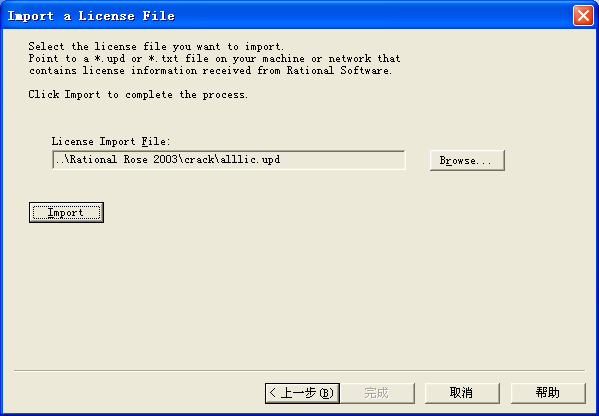 Import a License File
Select the license file you want to import.
Point to a *.upd or *.txt file on your machine or network that
contains license information received from Rational Software.
Click Import to complete the process.
License Import File:
..\Rational Rose 2003\crack\alllic.upd
Browse...
Import
< 上一步(B)
完成
取消
帮助